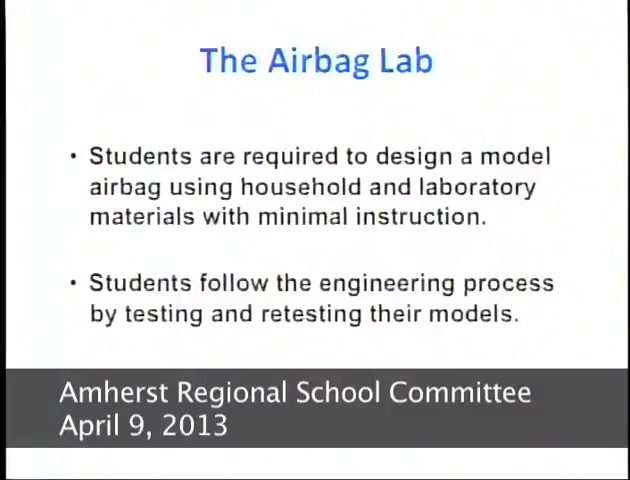 The Airbag Lab
• Students are required to design a model
airbag using household and laboratory
materials with minimal instruction.
• Students follow the engineering process
by testing and retesting their models.
Amherst Regional School Committee
April 9, 2013